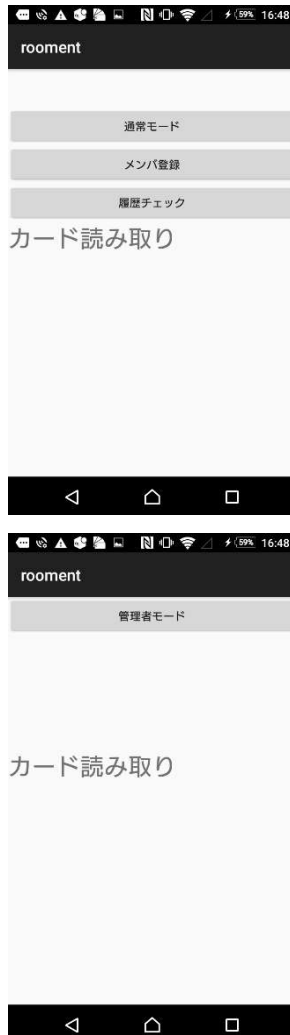 59% 16:48
rooment
通常モード
メンバ登録
履歴チェック
カード読み取り
59% 16:48
rooment
管理者モード
カード読み取り